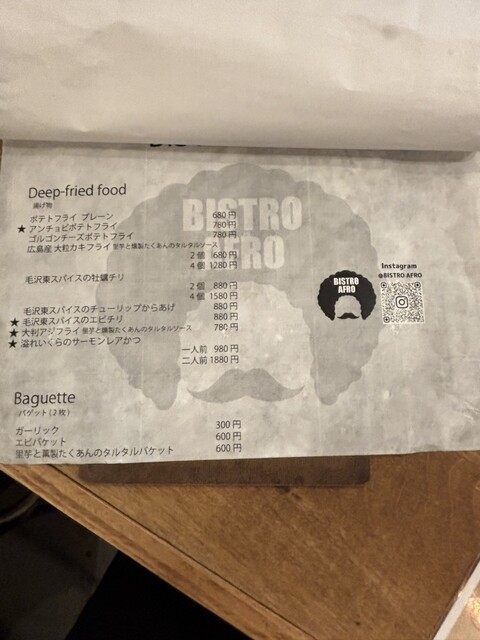 Deep-fried food
揚げ物
ポテトフライ プレーン 680円
★ アンチョビポテトフライ 780円
ゴルゴンチーズポテトフライ 780円
広島産 大粒カキフライ 里芋と燻製たくあんのタルタルソース
2個 680円
4個 1280円
毛沢東スパイスの牡蠣チリ
2個 880円
4個 1580円
毛沢東スパイスのチューリップからあげ 880円
★ 毛沢東スパイスのエビチリ 880円
★ 大判アジフライ 里芋と燻製たくあんのタルタルソース 780円
★ 溢れいくらのサーモンレアかつ
一人前 980円
二人前 1880円
Baguette
バゲット(2枚)
ガーリック 300円
エビバケット 600円
里芋と薫製たくあんのタルタルバケット 600円
BISTRO
AFRO
BISTRO
AFRO
Instagram
@BISTRO AFRO